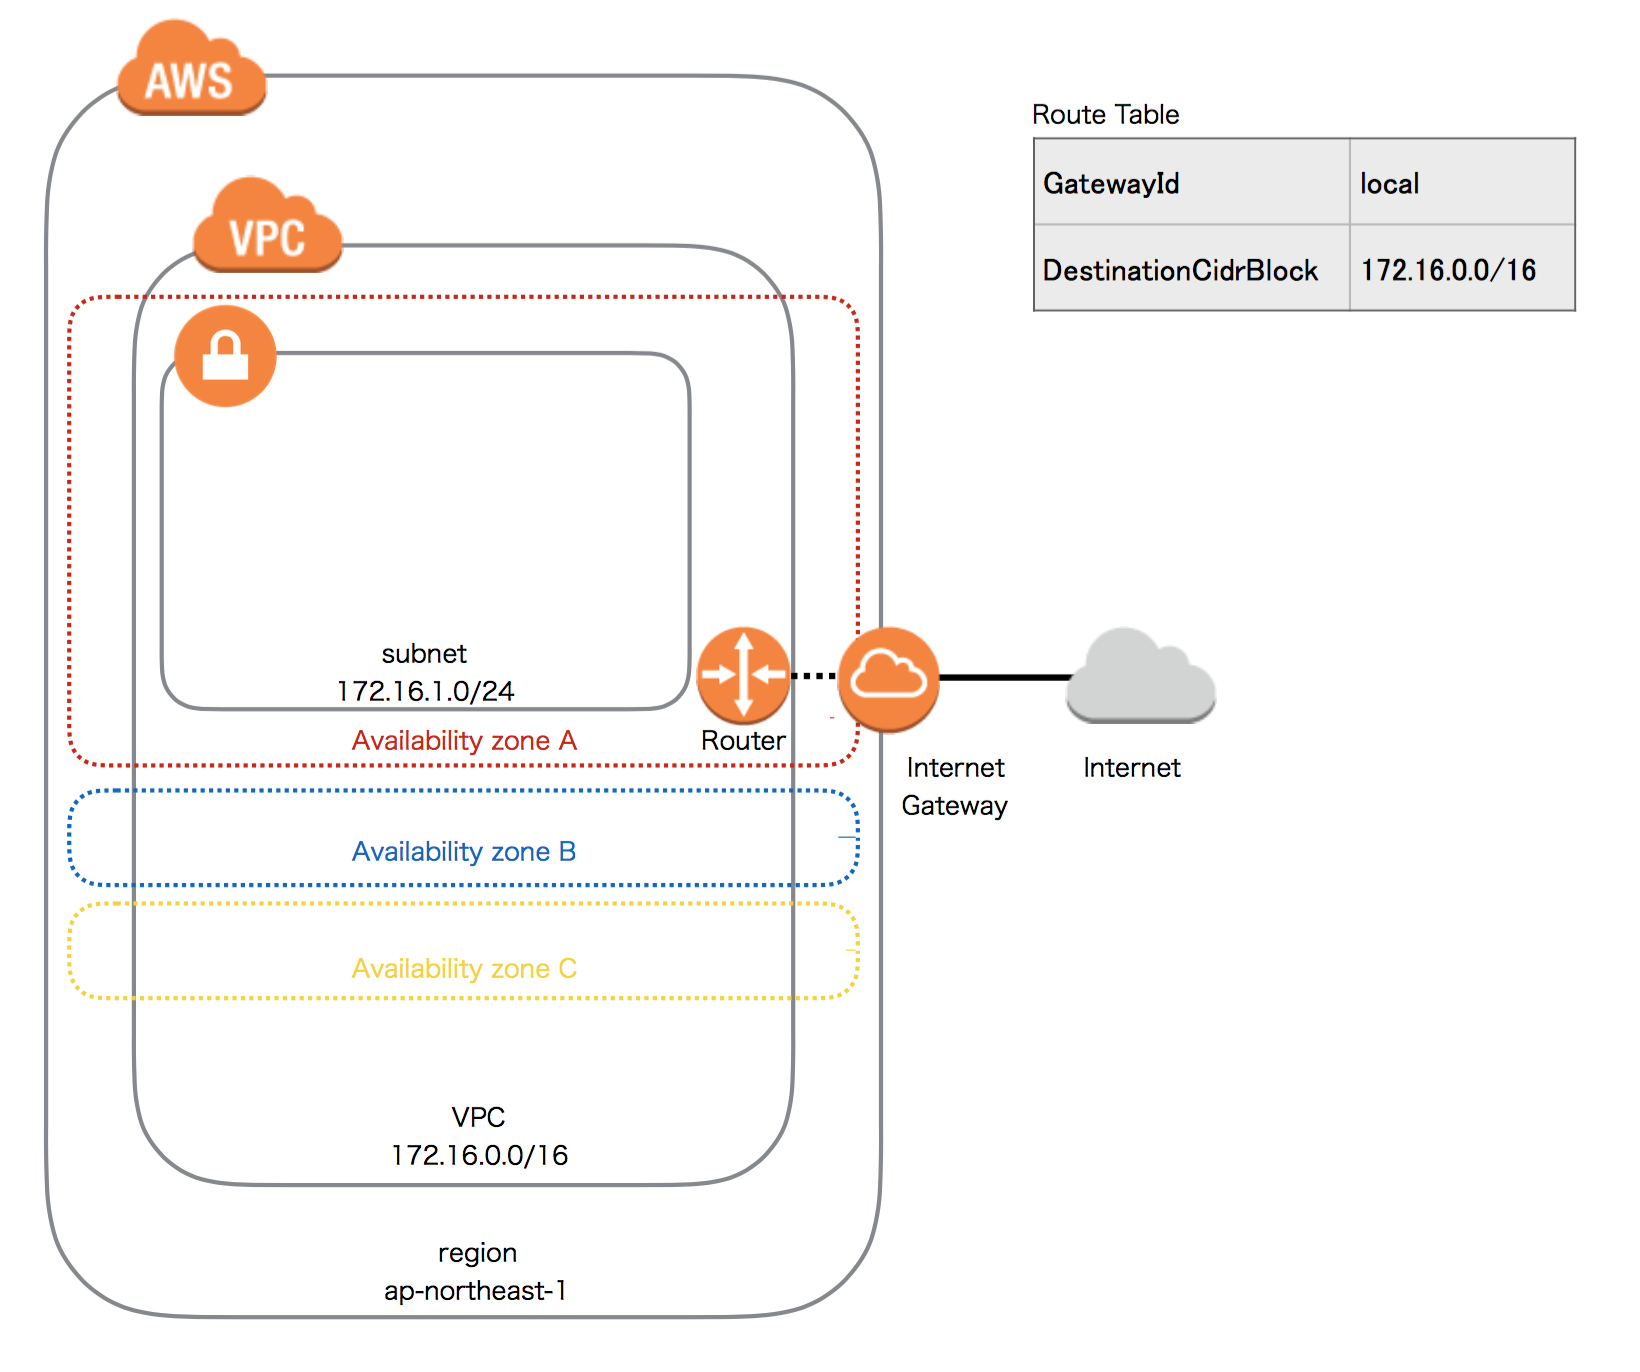 AWS
Route Table
GatewayId local
DestinationCidrBlock 172.16.0.0/16
VPC
subnet
172.16.1.0/24
Availability zone A
Router
Internet
Gateway
Internet
Availability zone B
Availability zone C
VPC
172.16.0.0/16
region
ap-northeast-1